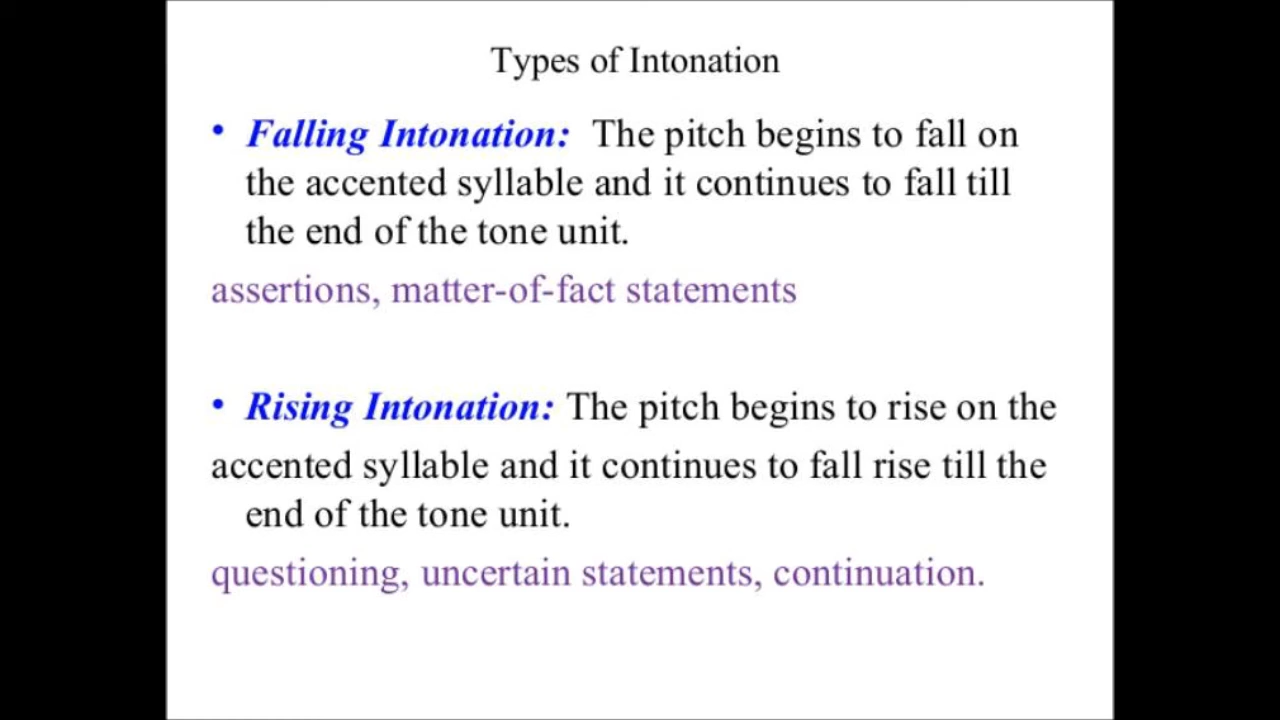 Types of Intonation
• Falling Intonation: The pitch begins to fall on
the accented syllable and it continues to fall till
the end of the tone unit.
assertions, matter-of-fact statements
• Rising Intonation: The pitch begins to rise on the
accented syllable and it continues to fall rise till the
end of the tone unit.
questioning, uncertain statements, continuation.